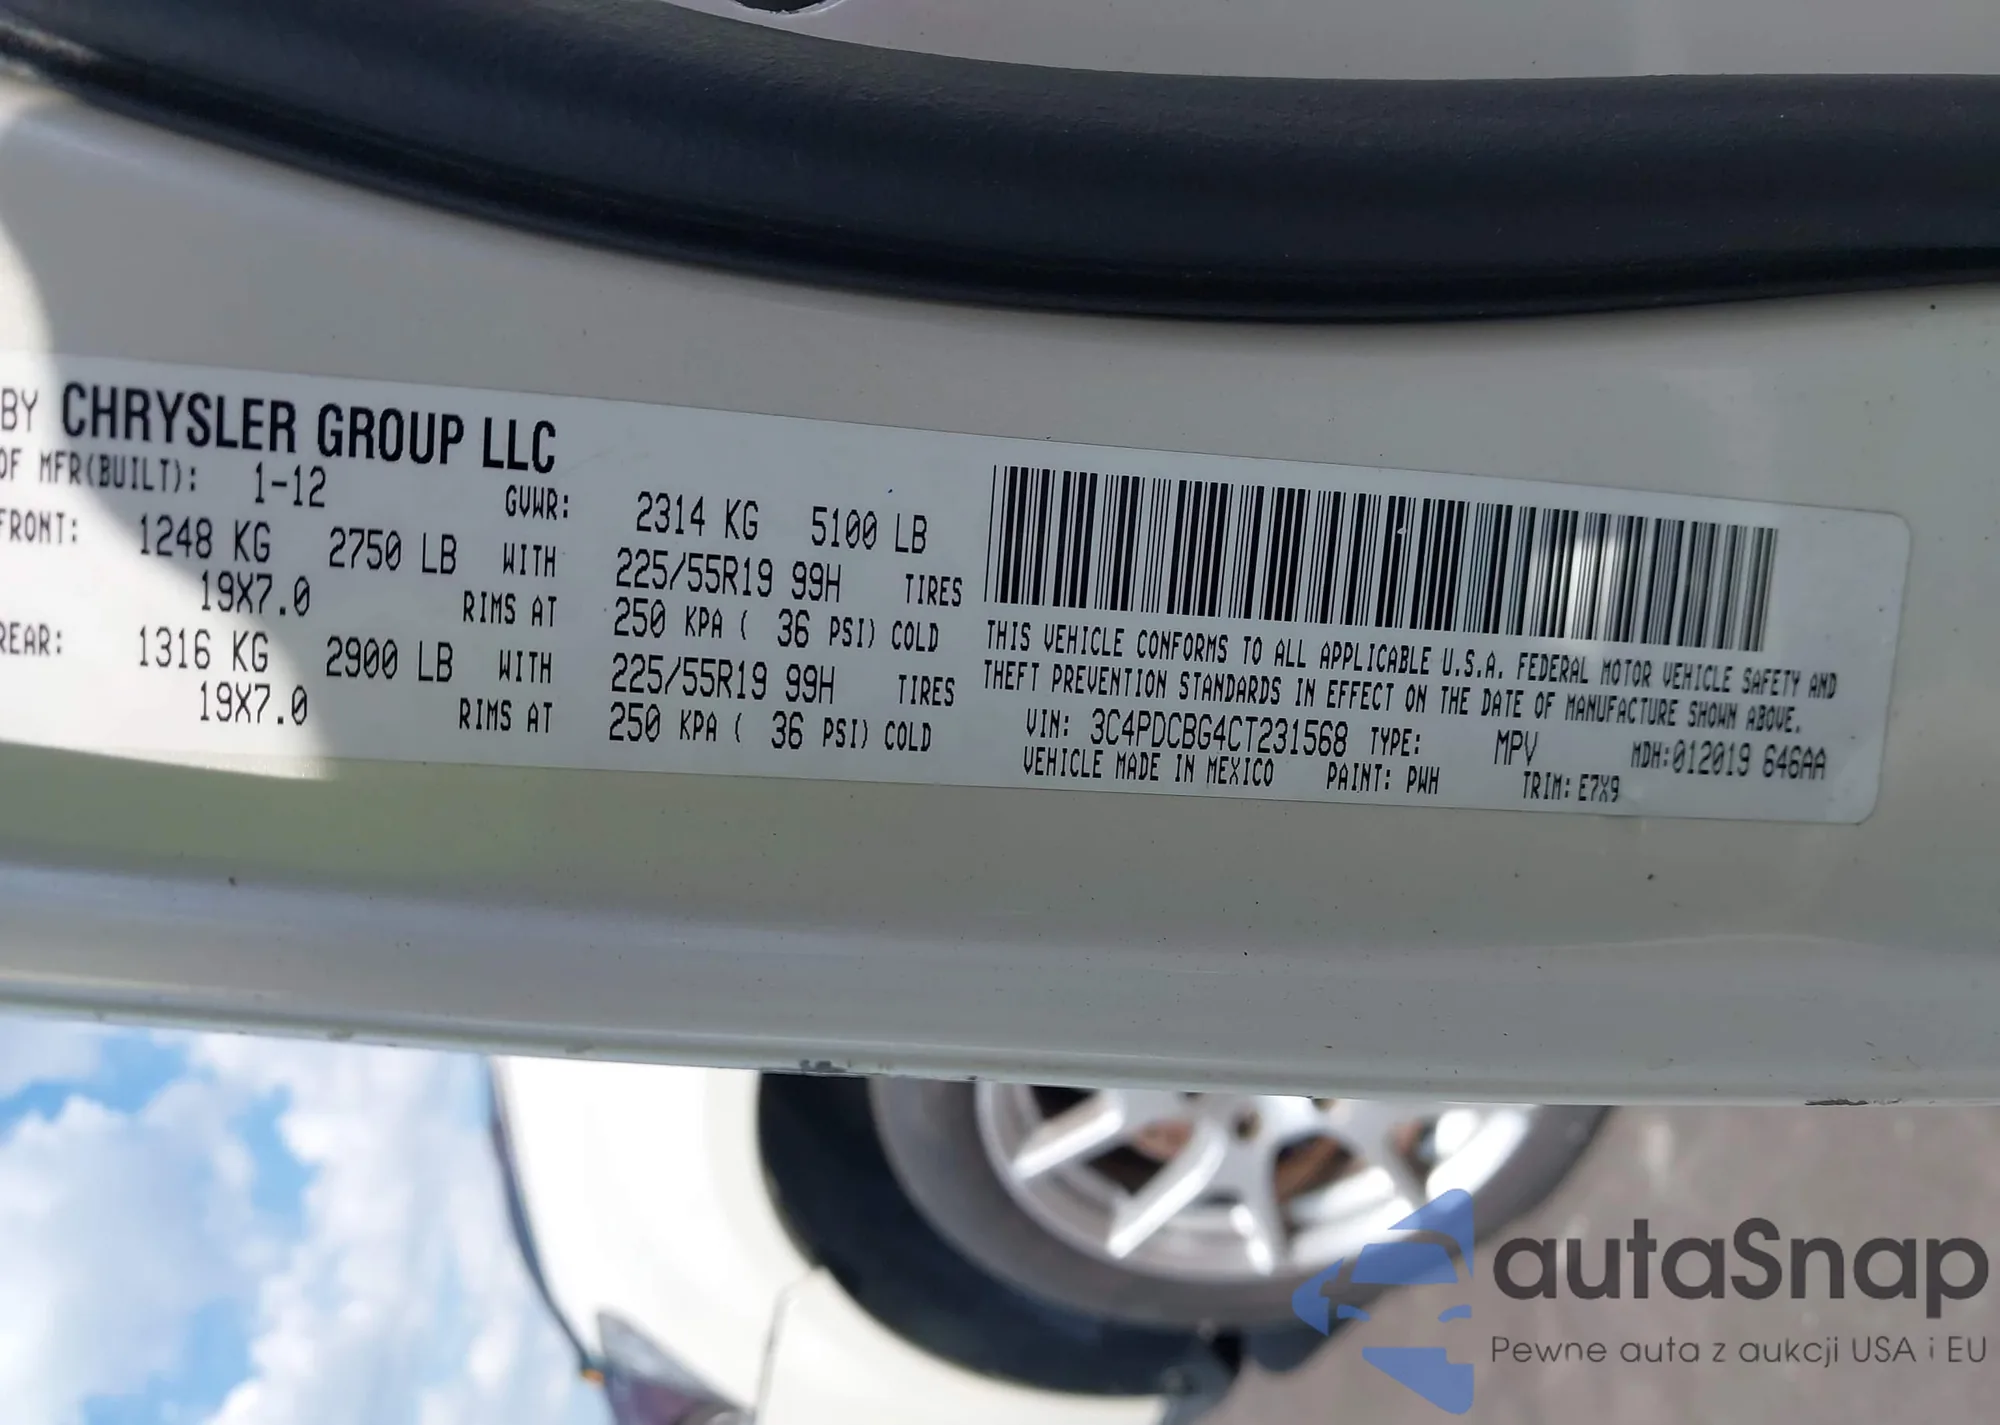 BY CHRYSLER GROUP LLC
OF MFR(BUILT): 1-12 GVWR: 2314 KG 5100 LB
FRONT: 1248 KG 2750 LB WITH 225/55R19 99H TIRES
19X7.0 RIMS AT 250 KPA ( 36 PSI) COLD
REAR: 1316 KG 2900 LB WITH 225/55R19 99H TIRES
19X7.0 RIMS AT 250 KPA ( 36 PSI) COLD
THIS VEHICLE CONFORMS TO ALL APPLICABLE U.S.A. FEDERAL MOTOR VEHICLE SAFETY AND
THEFT PREVENTION STANDARDS IN EFFECT ON THE DATE OF MANUFACTURE SHOWN ABOVE.
VIN: 3C4PDCBG4CT231568 TYPE: MPV MDH:012019 646AA
VEHICLE MADE IN MEXICO PAINT: PWH TRIM: E7X9
autaSnap
Pewne auta z aukcji USA i EU